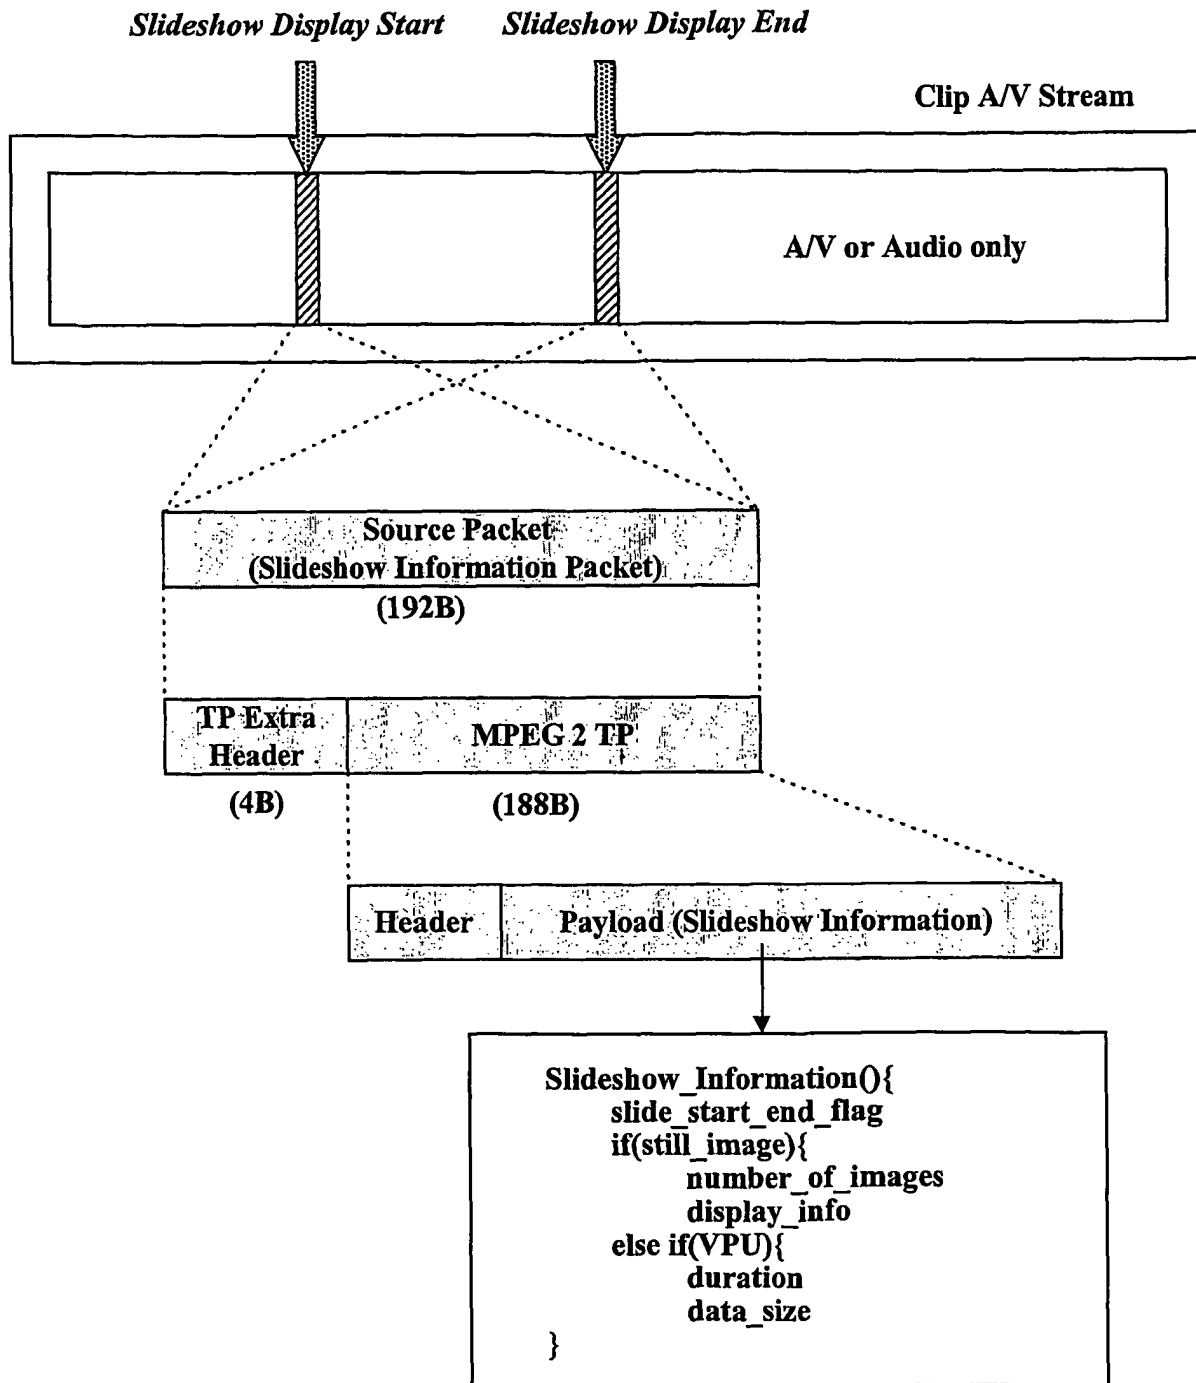 Slideshow Display Start
Slideshow Display End
Clip A/V Stream
A/V or Audio only
Source Packet
(Slideshow Information Packet)
(192B)
TP Extra
Header
MPEG 2 TP
(4B)
(188B)
Header
Payload (Slideshow Information)
Slideshow_Information(){
slide_start_end_flag
if(still_image){
number_of_images
display_info
else if(VPU){
duration
data_size
}